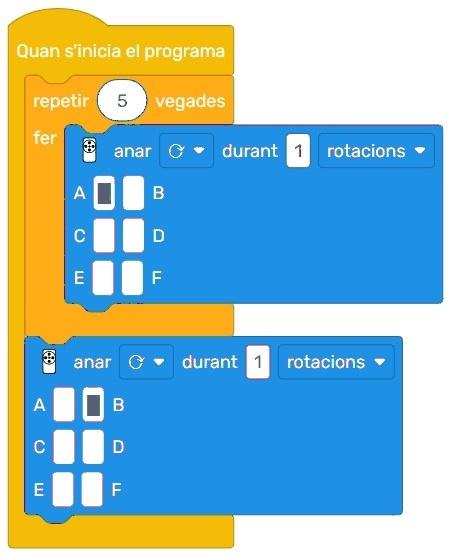 Quan s'inicia el programa
repetir 5 vegades
fer
anar durant 1 rotacions
A B
C D
E F
anar durant 1 rotacions
A B
C D
E F